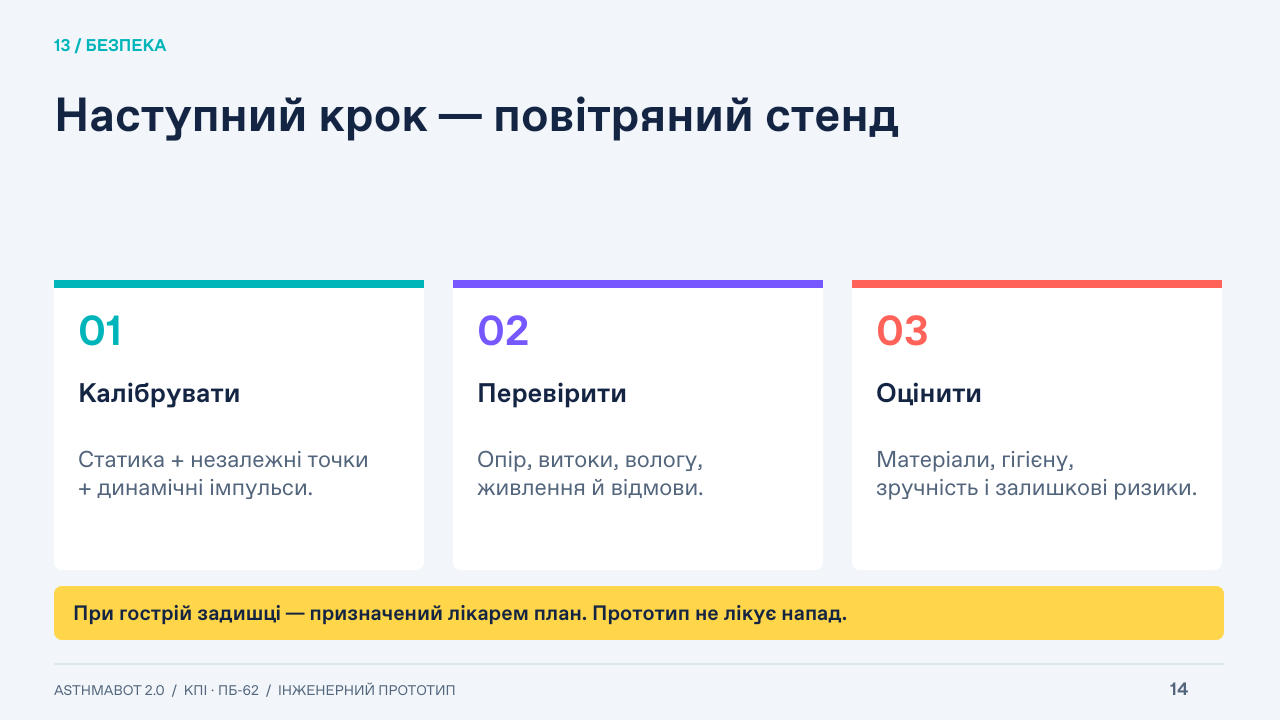 13 / БЕЗПЕКА
Наступний крок — повітряний стенд
01
Калібрувати
Статика + незалежні точки
+ динамічні імпульси.
02
Перевірити
Опір, витоки, вологу,
живлення й відмови.
03
Оцінити
Матеріали, гігієну,
зручність і залишкові ризики.
При гострій задишці — призначений лікарем план. Прототип не лікує напад.
ASTHMABOT 2.0 / КПІ · ПБ-62 / ІНЖЕНЕРНИЙ ПРОТОТИП
14